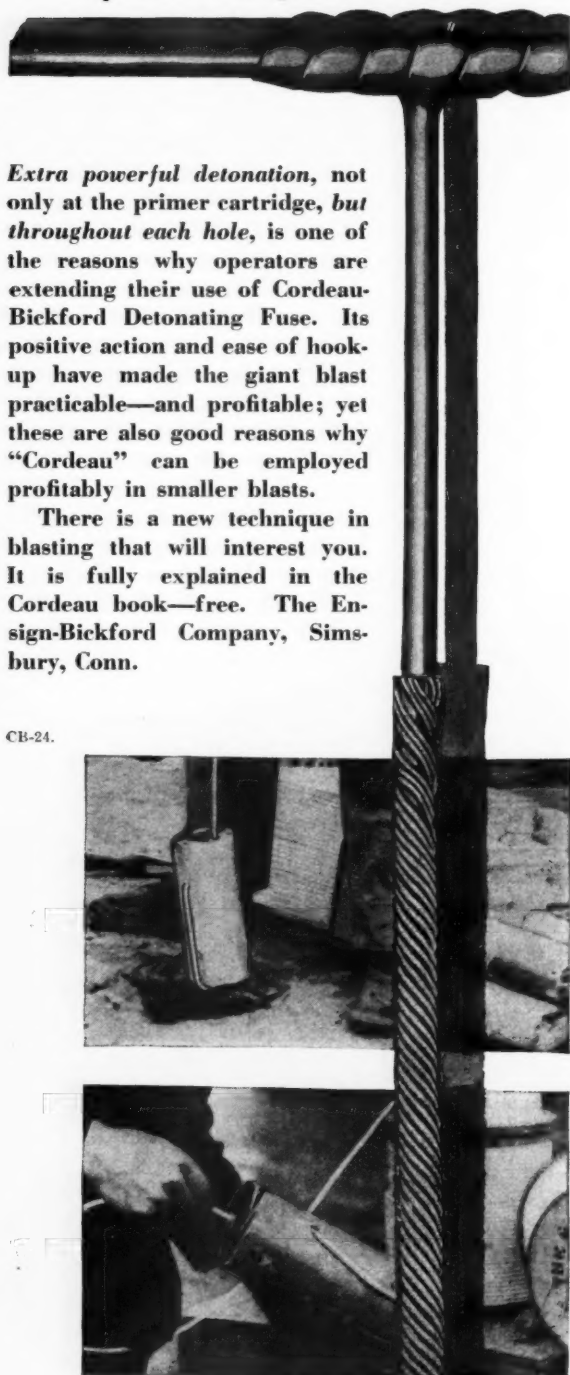 Extra powerful detonation, not
only at the primer cartridge, but
throughout each hole, is one of
the reasons why operators are
extending their use of Cordeau-
Bickford Detonating Fuse. Its
positive action and ease of hook-
up have made the giant blast
practicable—and profitable; yet
these are also good reasons why
"Cordeau" can be employed
profitably in smaller blasts.
There is a new technique in
blasting that will interest you.
It is fully explained in the
Cordeau book—free. The En-
sign-Bickford Company, Sims-
bury, Conn.
CB-24.